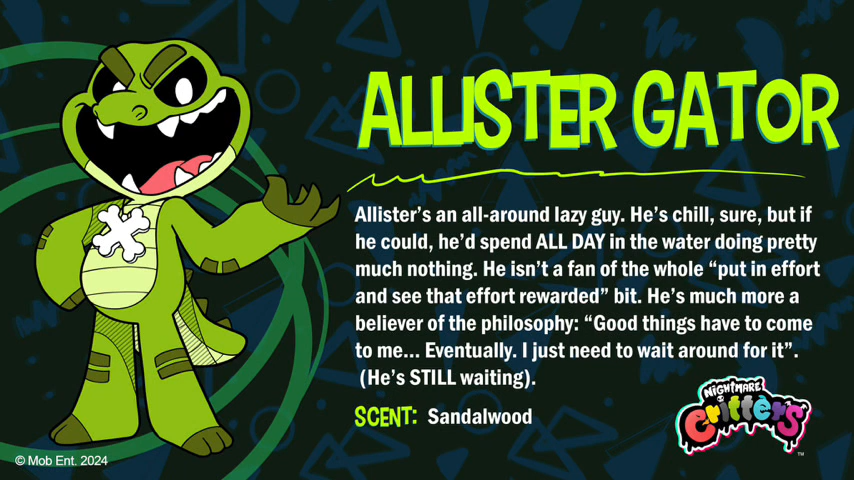 ALLISTER GATOR
Allister's an all-around lazy guy. He's chill, sure, but if
he could, he'd spend ALL DAY in the water doing pretty
much nothing. He isn't a fan of the whole “put in effort
and see that effort rewarded” bit. He's much more a
believer of the philosophy: “Good things have to come
to me... Eventually. I just need to wait around for it”.
(He's STILL waiting).
SCENT: Sandalwood
NiGHTMARE
Critters
TM
© Mob Ent. 2024